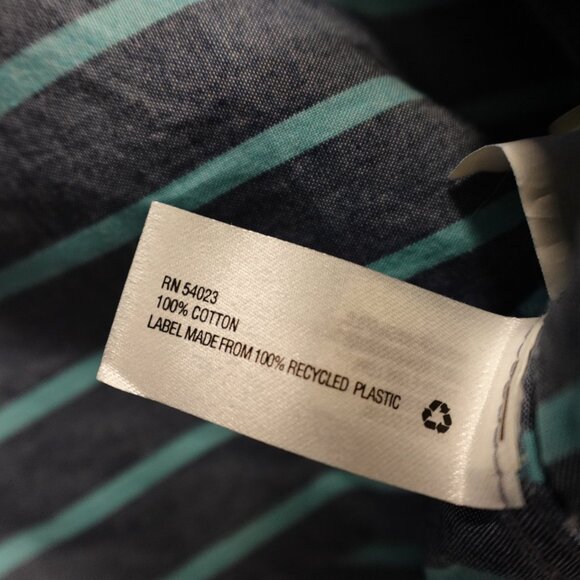 RN 54023
100% COTTON
LABEL MADE FROM 100% RECYCLED PLASTIC